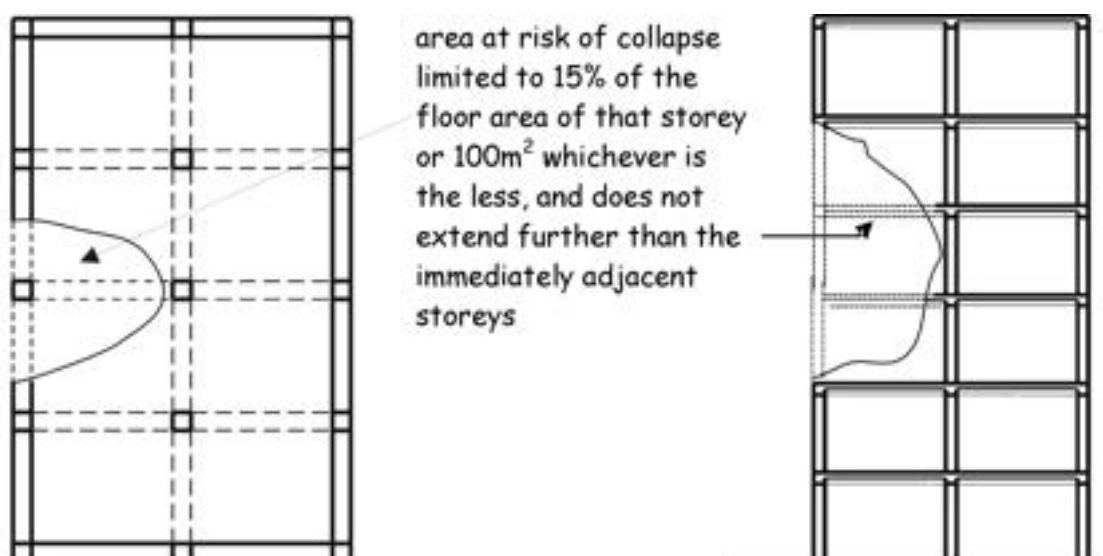 area at risk of collapse
limited to 15% of the
floor area of that storey
or 100m² whichever is
the less, and does not
extend further than the
immediately adjacent
storeys